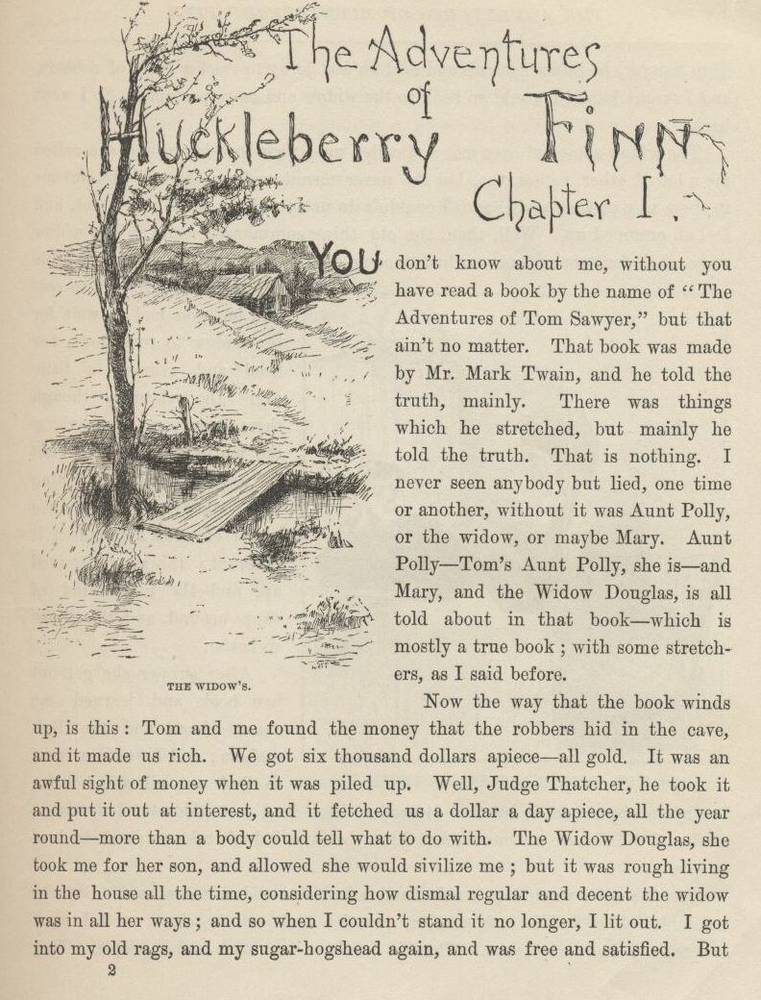 The Adventures
of
Huckleberry Finn
Chapter I.
YOU don't know about me, without you
have read a book by the name of "The
Adventures of Tom Sawyer," but that
ain't no matter. That book was made
by Mr. Mark Twain, and he told the
truth, mainly. There was things
which he stretched, but mainly he
told the truth. That is nothing. I
never seen anybody but lied, one time
or another, without it was Aunt Polly,
or the widow, or maybe Mary. Aunt
Polly—Tom's Aunt Polly, she is—and
Mary, and the Widow Douglas, is all
told about in that book—which is
mostly a true book; with some stretch-
ers, as I said before.
THE WIDOW'S.
Now the way that the book winds
up, is this: Tom and me found the money that the robbers hid in the cave,
and it made us rich. We got six thousand dollars apiece—all gold. It was an
awful sight of money when it was piled up. Well, Judge Thatcher, he took it
and put it out at interest, and it fetched us a dollar a day apiece, all the year
round—more than a body could tell what to do with. The Widow Douglas, she
took me for her son, and allowed she would sivilize me; but it was rough living
in the house all the time, considering how dismal regular and decent the widow
was in all her ways; and so when I couldn't stand it no longer, I lit out. I got
into my old rags, and my sugar-hogshead again, and was free and satisfied. But
2